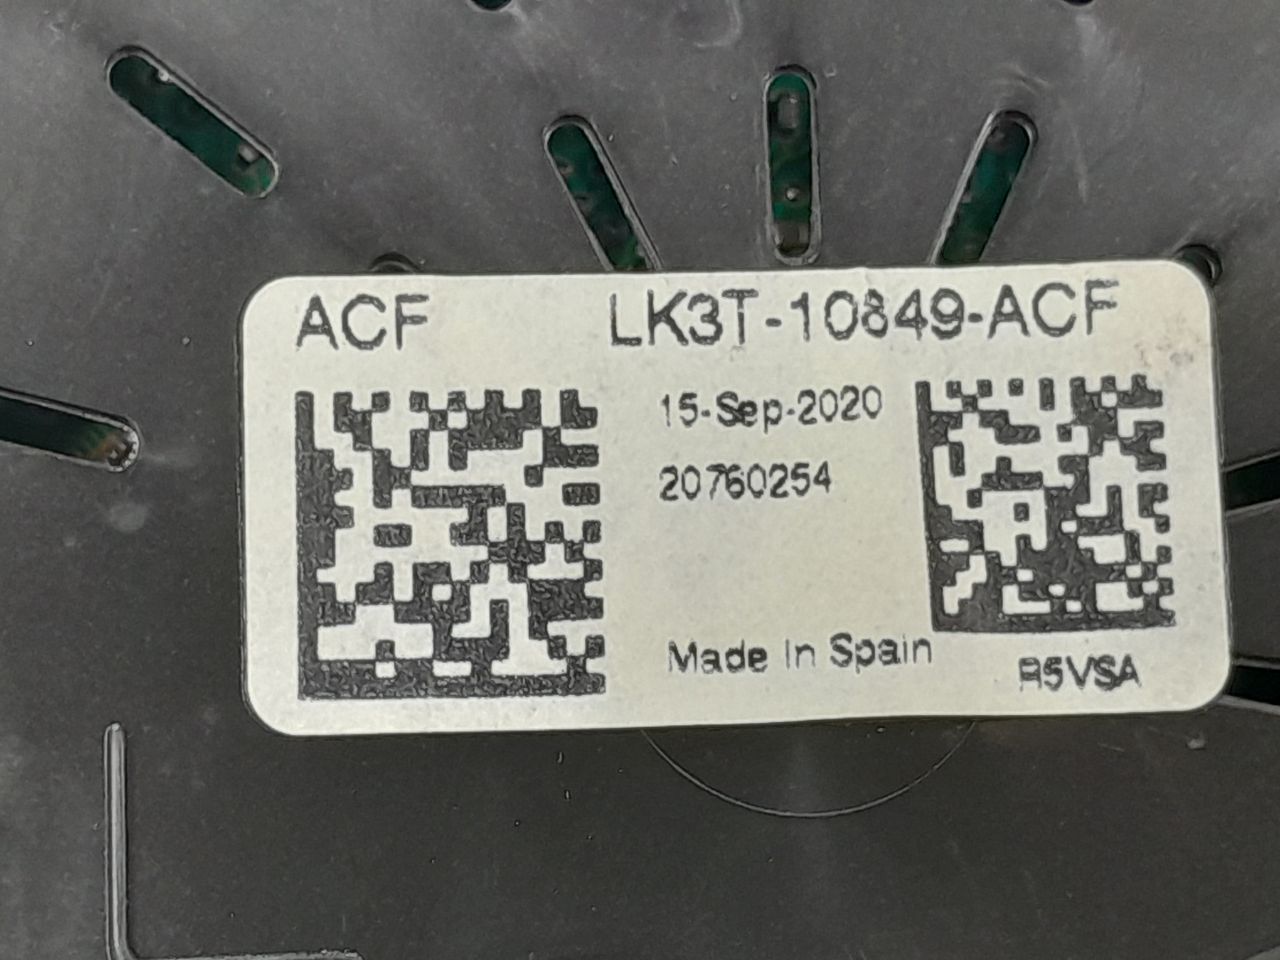 ACF LK3T-10849-ACF
15-Sep-2020
20760254
Made In Spain
R5VSA